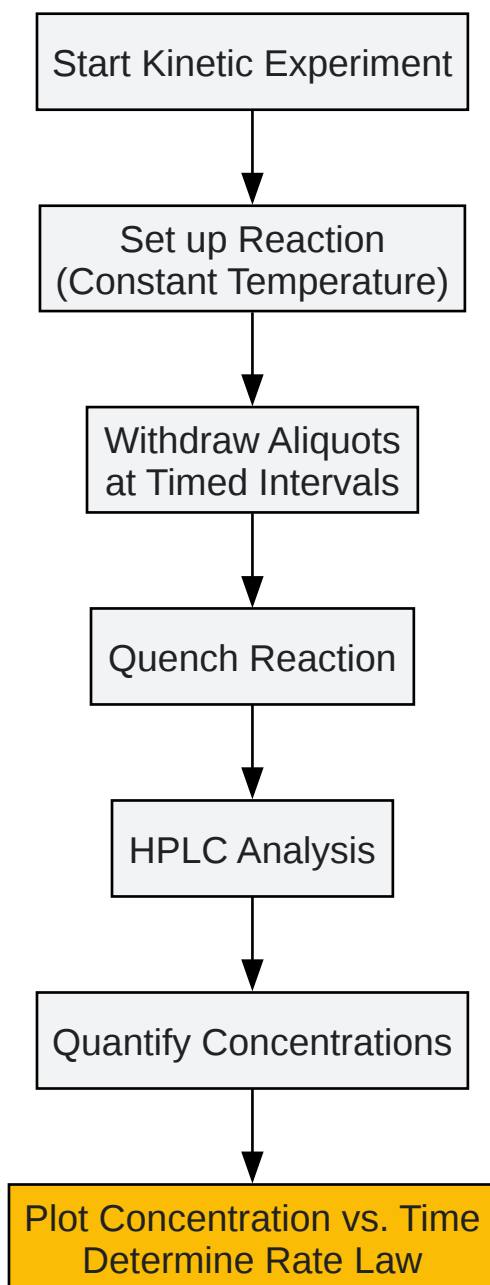 Start Kinetic Experiment
Set up Reaction
(Constant Temperature)
Withdraw Aliquots
at Timed Intervals
Quench Reaction
HPLC Analysis
Quantify Concentrations
Plot Concentration vs. Time
Determine Rate Law